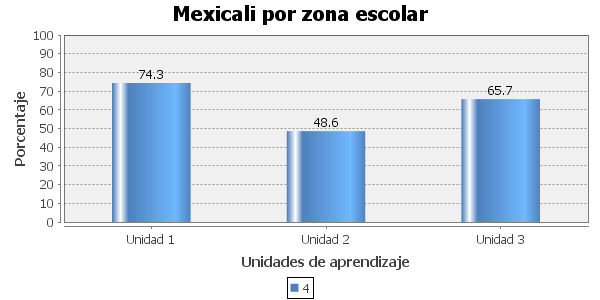 Mexicali por zona escolar
Porcentaje
100
90
80
70
60
50
40
30
20
10
0
74.3
48.6
65.7
Unidad 1
Unidad 2
Unidad 3
Unidades de aprendizaje
4